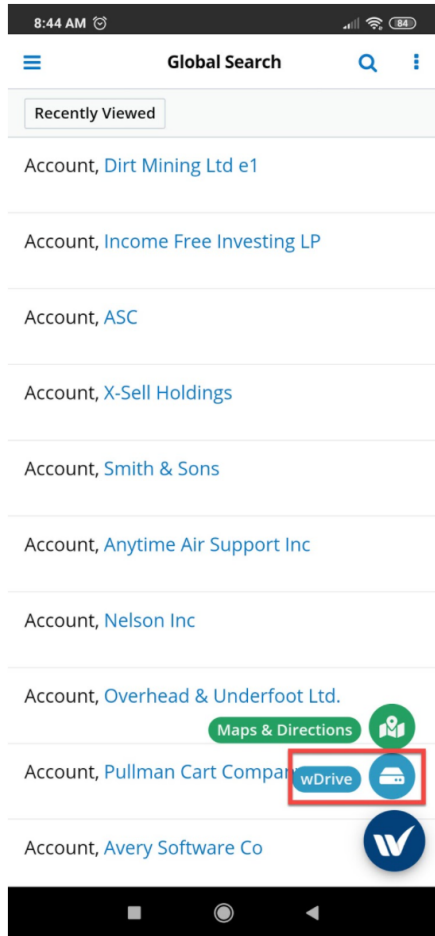 8:44 AM 84
Global Search
Recently Viewed
Account, Dirt Mining Ltd e1
Account, Income Free Investing LP
Account, ASC
Account, X-Sell Holdings
Account, Smith & Sons
Account, Anytime Air Support Inc
Account, Nelson Inc
Account, Overhead & Underfoot Ltd.
Maps & Directions
Account, Pullman Cart Compan
wDrive
Account, Avery Software Co